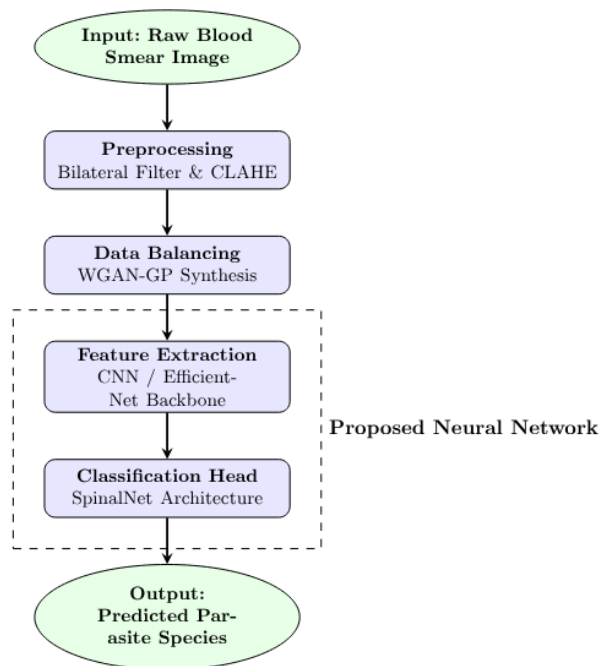 Input: Raw Blood
Smear Image
Preprocessing
Bilateral Filter & CLAHE
Data Balancing
WGAN-GP Synthesis
Feature Extraction
CNN / Efficient-
Net Backbone
Proposed Neural Network
Classification Head
SpinalNet Architecture
Output:
Predicted Par-
asite Species